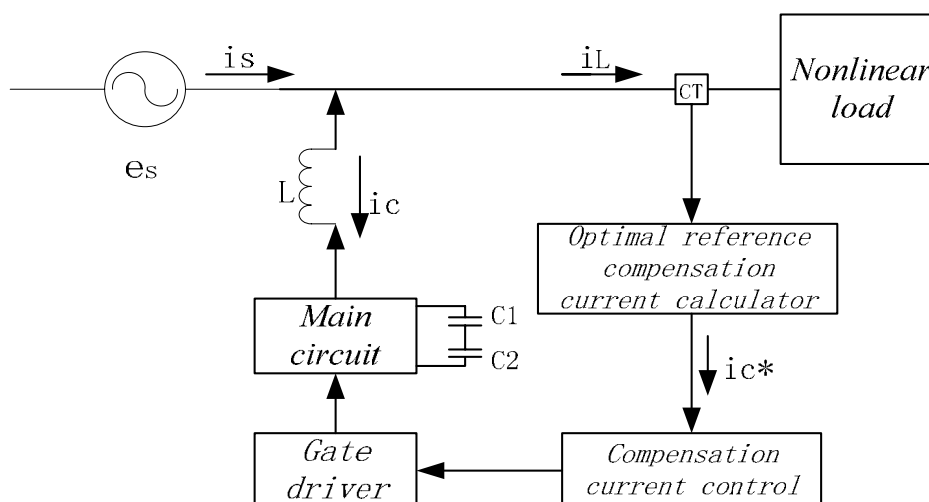 is
iL
CT
Nonlinear
load
es
L
ic
Optimal reference
compensation
current calculator
Main
circuit
C1
C2
ic*
Gate
driver
Compensation
current control